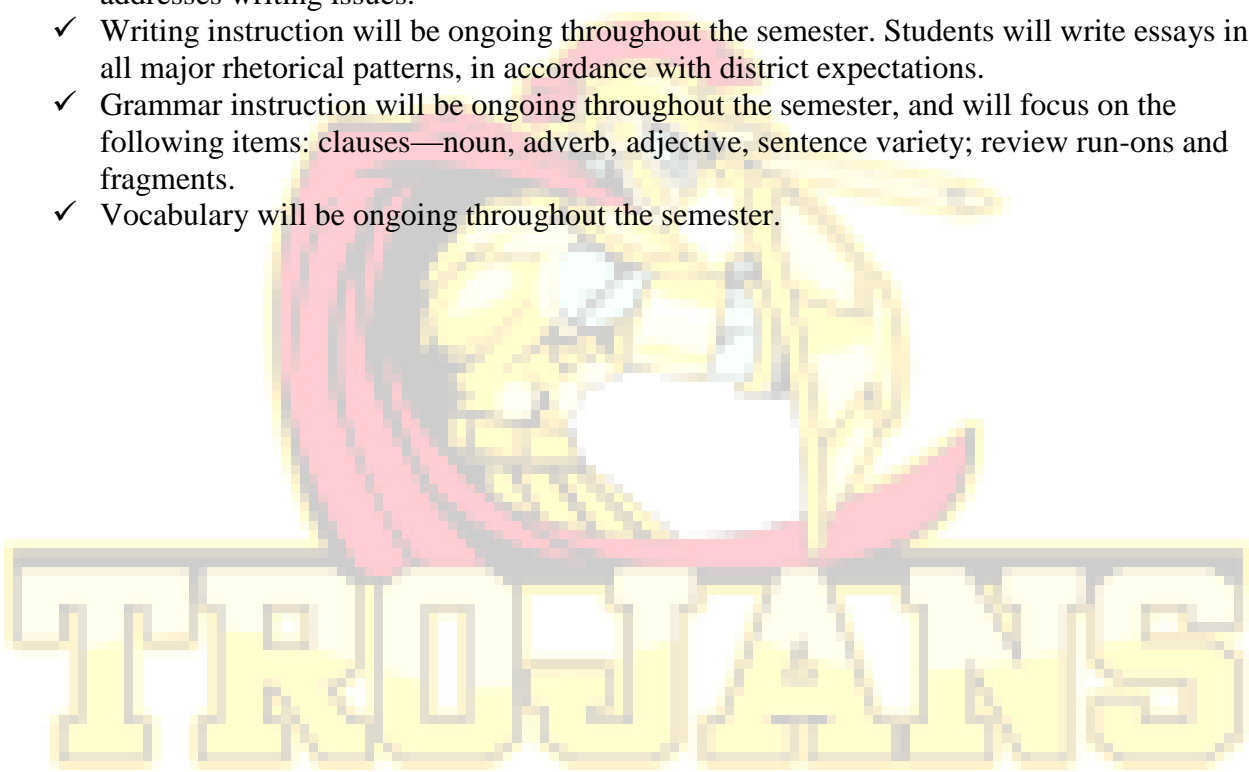 addresses writing issues.
✓ Writing instruction will be ongoing throughout the semester. Students will write essays in
all major rhetorical patterns, in accordance with district expectations.
✓ Grammar instruction will be ongoing throughout the semester, and will focus on the
following items: clauses—noun, adverb, adjective, sentence variety; review run-ons and
fragments.
✓ Vocabulary will be ongoing throughout the semester.
TROJANS